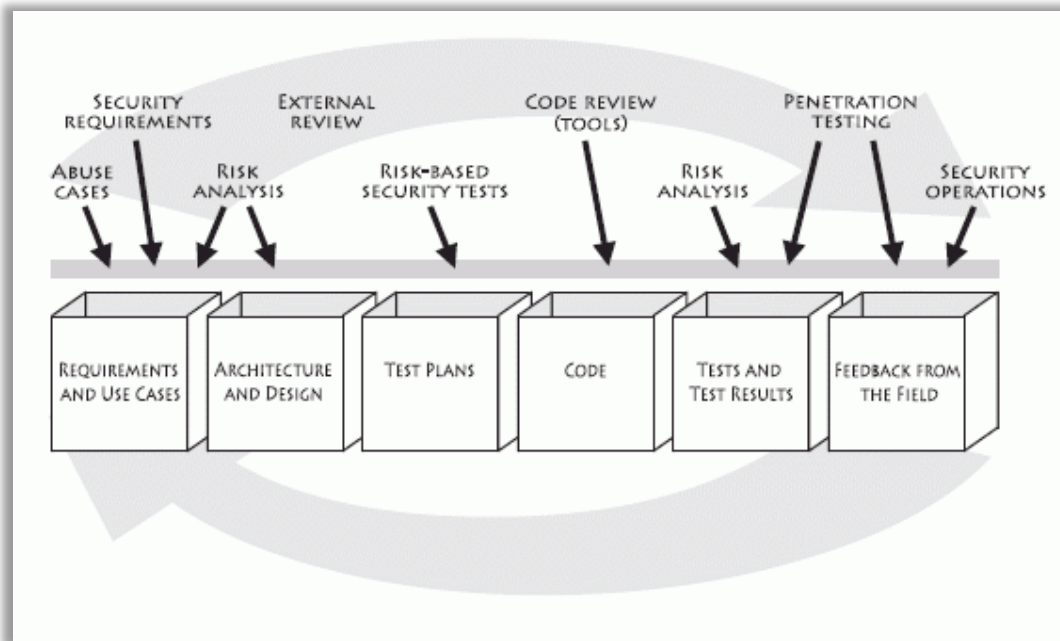 SECURITY
REQUIREMENTS
EXTERNAL
REVIEW
CODE REVIEW
(TOOLS)
PENETRATION
TESTING
ABUSE
CASES
RISK
ANALYSIS
RISK-BASED
SECURITY TESTS
RISK
ANALYSIS
SECURITY
OPERATIONS
REQUIREMENTS
AND USE CASES
ARCHITECTURE
AND DESIGN
TEST PLANS
CODE
TESTS AND
TEST RESULTS
FEEDBACK FROM
THE FIELD